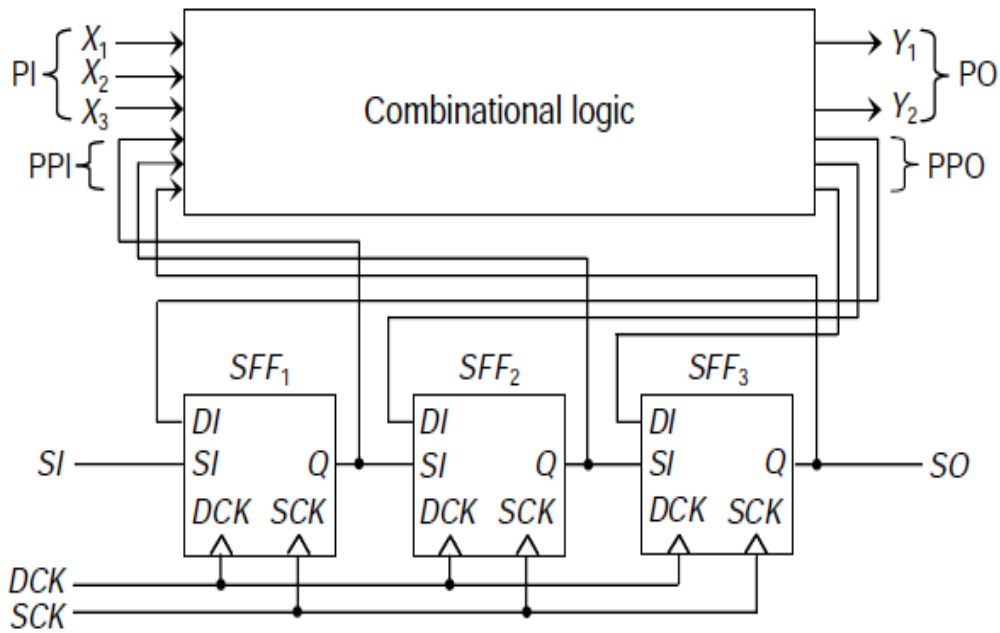 PI { X1 Combinational logic Y1 } PO
X2
X3 Y2
PPI { } PPO
SFF1 SFF2 SFF3
DI DI DI
SI SI Q SI Q SI Q SO
DCK SCK DCK SCK DCK SCK
DCK
SCK